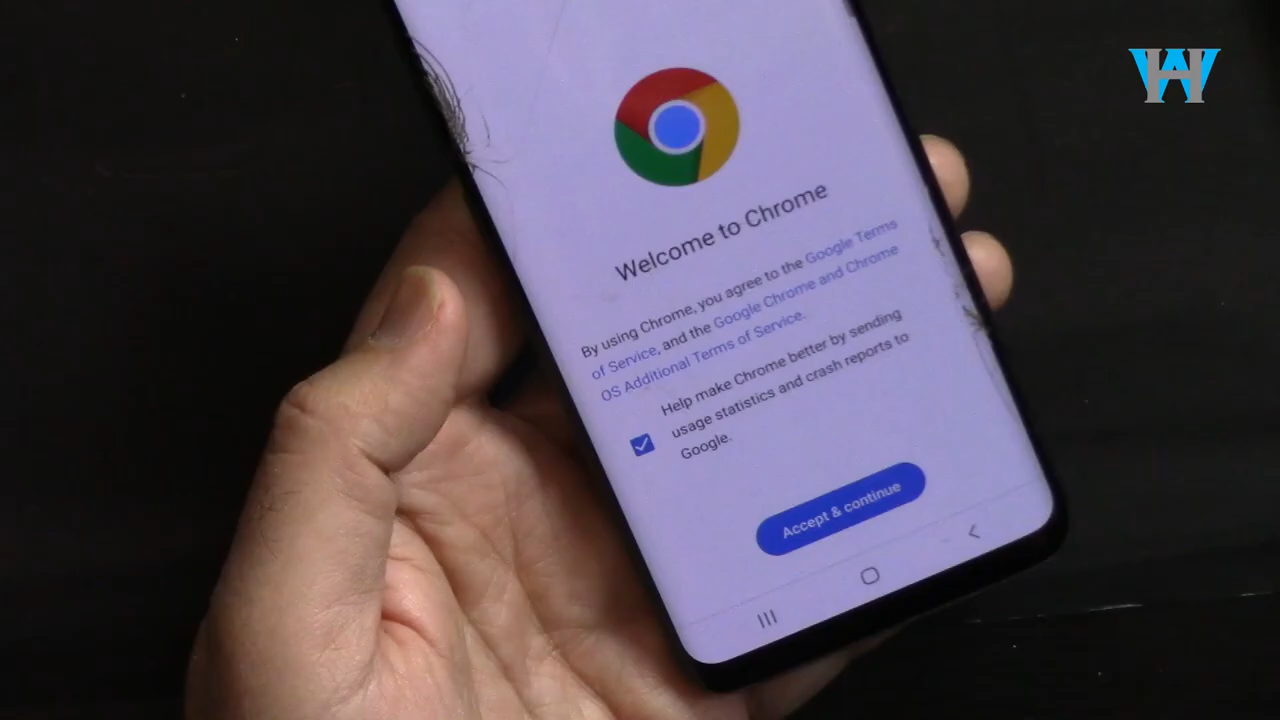 WH
Welcome to Chrome
By using Chrome, you agree to the Google Terms
of Service, and the Google Chrome and Chrome
OS Additional Terms of Service.
Help make Chrome better by sending
usage statistics and crash reports to
Google.
Accept & continue